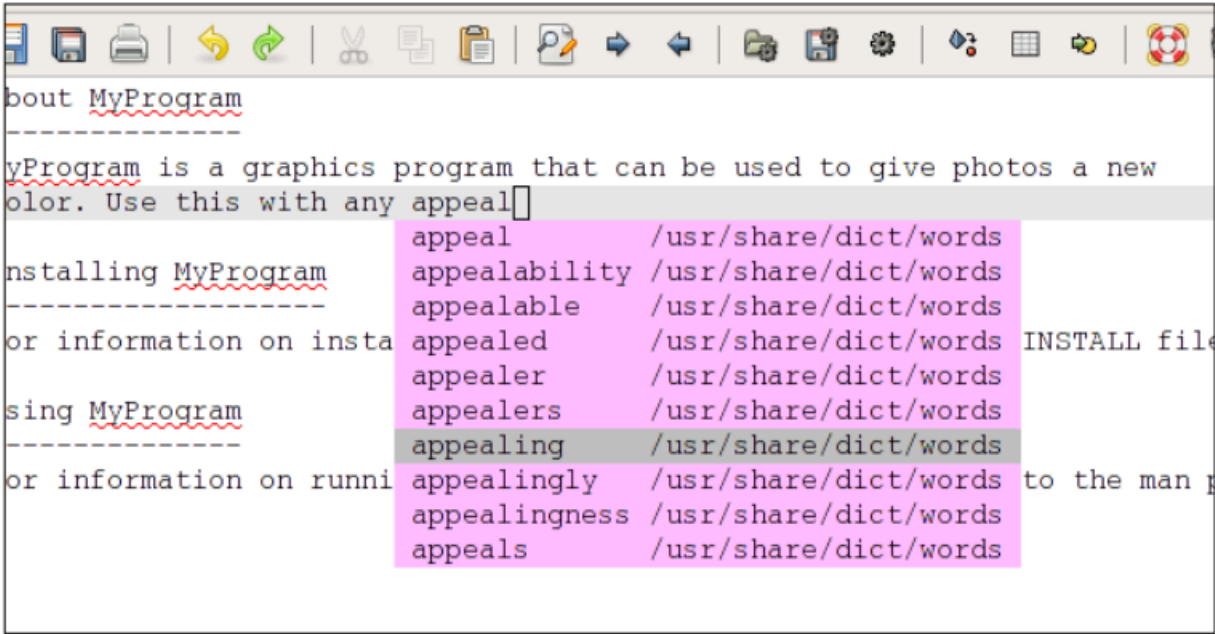 bout MyProgram
--------------
yProgram is a graphics program that can be used to give photos a new
olor. Use this with any appeal
appeal /usr/share/dict/words
nstalling MyProgram appealability /usr/share/dict/words
------------------- appealable /usr/share/dict/words
or information on insta appealed /usr/share/dict/words INSTALL file
appealer /usr/share/dict/words
sing MyProgram appealers /usr/share/dict/words
-------------- appealing /usr/share/dict/words
or information on runni appealingly /usr/share/dict/words to the man p
appealingness /usr/share/dict/words
appeals /usr/share/dict/words